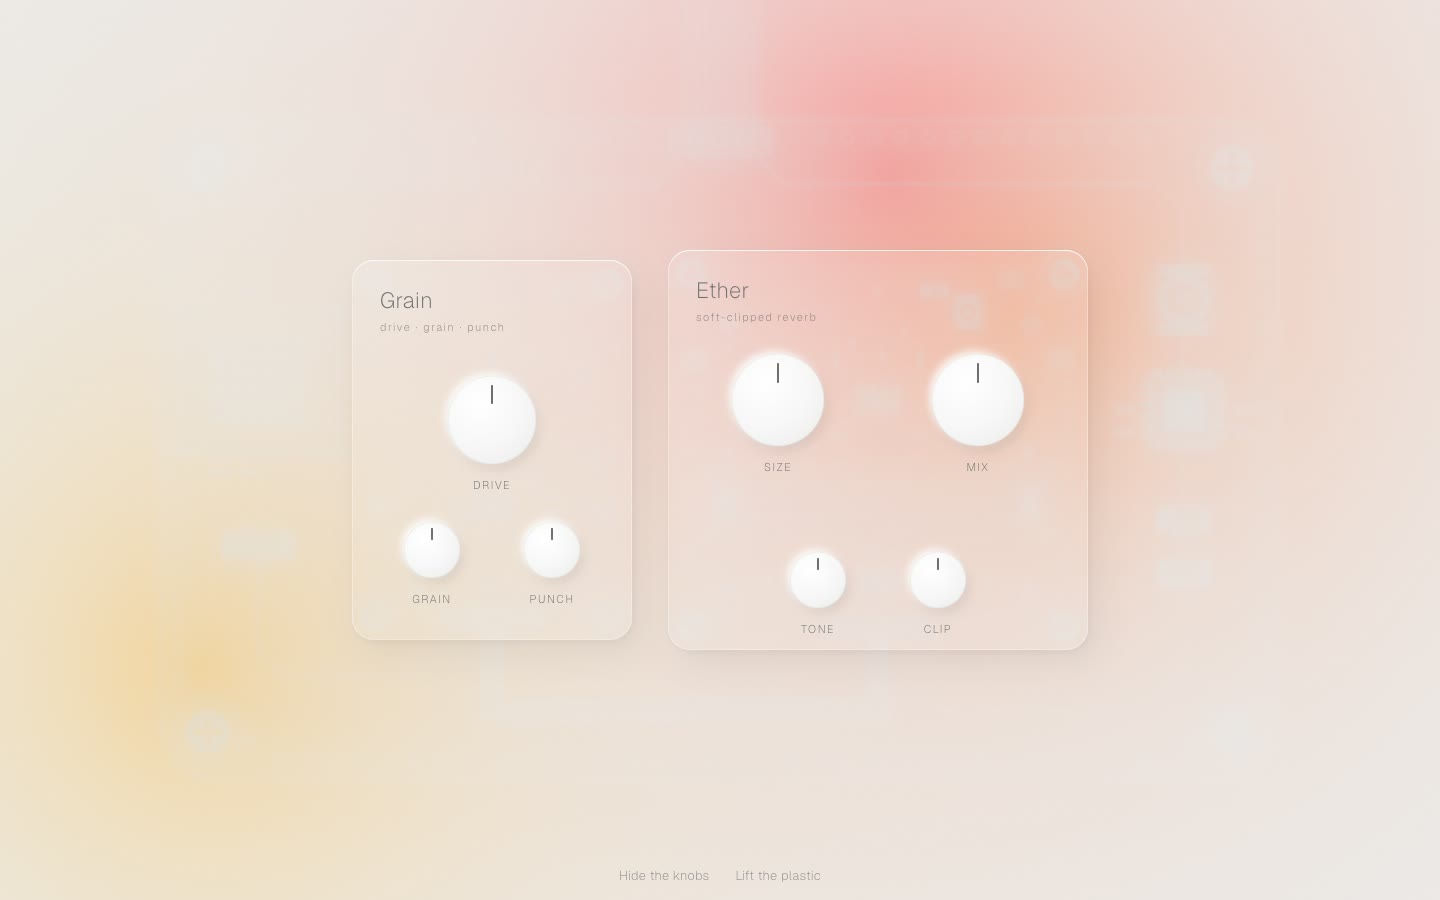 Grain
drive · grain · punch
DRIVE
GRAIN
PUNCH
Ether
soft-clipped reverb
SIZE
MIX
TONE
CLIP
Hide the knobs
Lift the plastic